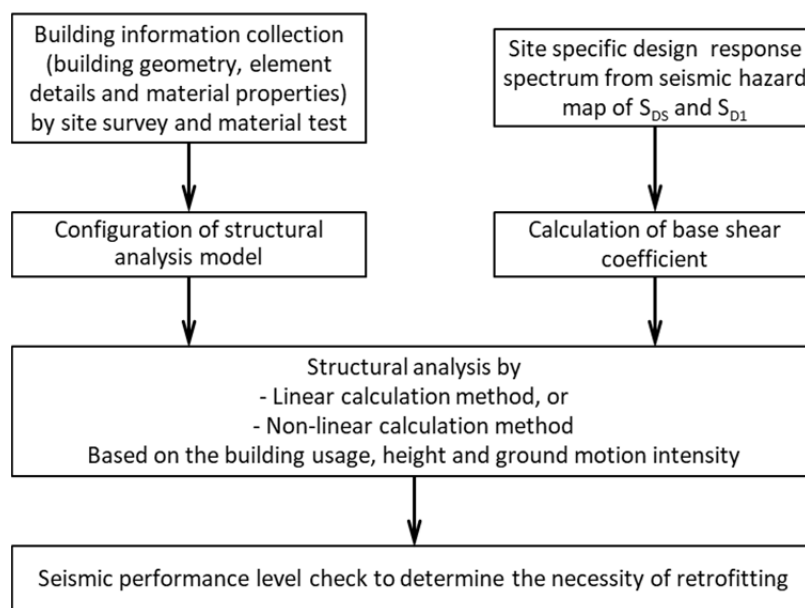 Building information collection
(building geometry, element
details and material properties)
by site survey and material test
Site specific design response
spectrum from seismic hazard
map of S_DS and S_D1
Configuration of structural
analysis model
Calculation of base shear
coefficient
Structural analysis by
- Linear calculation method, or
- Non-linear calculation method
Based on the building usage, height and ground motion intensity
Seismic performance level check to determine the necessity of retrofitting